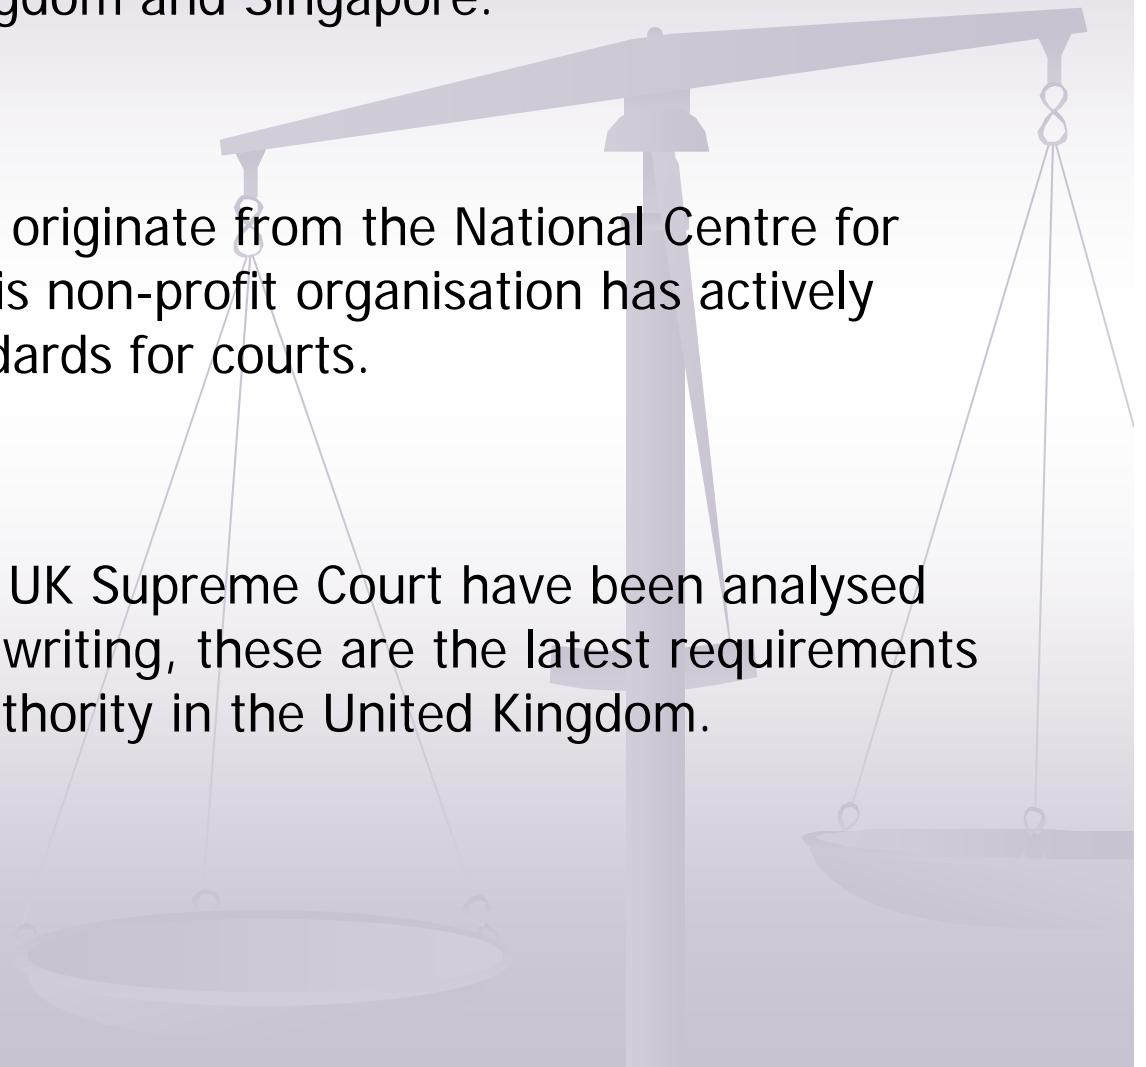 gdom and Singapore.
originate from the National Centre for
is non-profit organisation has actively
dards for courts.
UK Supreme Court have been analysed
writing, these are the latest requirements
thority in the United Kingdom.